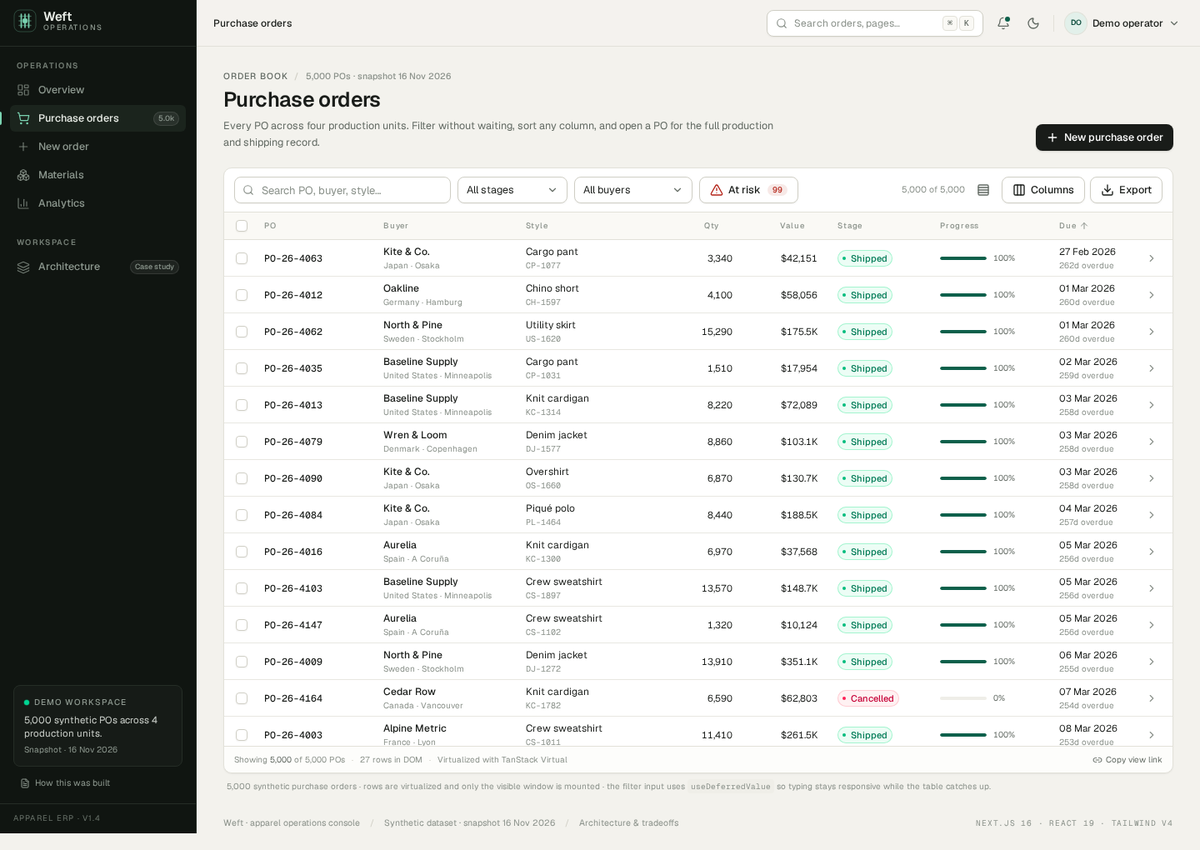 Weft
OPERATIONS
Purchase orders
Search orders, pages…
⌘ K
DO
Demo operator
OPERATIONS
Overview
Purchase orders
5.0k
New order
Materials
Analytics
WORKSPACE
Architecture
Case study
DEMO WORKSPACE
5,000 synthetic POs across 4
production units.
Snapshot · 16 Nov 2026
How this was built
APPAREL ERP · V1.4
ORDER BOOK / 5,000 POs · snapshot 16 Nov 2026
Purchase orders
Every PO across four production units. Filter without waiting, sort any column, and open a PO for the full production
and shipping record.
New purchase order
Search PO, buyer, style…
All stages
All buyers
At risk 99
5,000 of 5,000
Columns
Export
PO Buyer Style Qty Value Stage Progress Due ↑
PO-26-4063 Kite & Co. Cargo pant 3,340 $42,151 Shipped 100% 27 Feb 2026
Japan · Osaka CP-1077 262d overdue
PO-26-4012 Oakline Chino short 4,100 $58,056 Shipped 100% 01 Mar 2026
Germany · Hamburg CH-1597 260d overdue
PO-26-4062 North & Pine Utility skirt 15,290 $175.5K Shipped 100% 01 Mar 2026
Sweden · Stockholm US-1620 260d overdue
PO-26-4035 Baseline Supply Cargo pant 1,510 $17,954 Shipped 100% 02 Mar 2026
United States · Minneapolis CP-1031 259d overdue
PO-26-4013 Baseline Supply Knit cardigan 8,220 $72,089 Shipped 100% 03 Mar 2026
United States · Minneapolis KC-1314 258d overdue
PO-26-4079 Wren & Loom Denim jacket 8,860 $103.1K Shipped 100% 03 Mar 2026
Denmark · Copenhagen DJ-1577 258d overdue
PO-26-4090 Kite & Co. Overshirt 6,870 $130.7K Shipped 100% 03 Mar 2026
Japan · Osaka OS-1660 258d overdue
PO-26-4084 Kite & Co. Piqué polo 8,440 $188.5K Shipped 100% 04 Mar 2026
Japan · Osaka PL-1464 257d overdue
PO-26-4016 Aurelia Knit cardigan 6,970 $37,568 Shipped 100% 05 Mar 2026
Spain · A Coruña KC-1300 256d overdue
PO-26-4103 Baseline Supply Crew sweatshirt 13,570 $148.7K Shipped 100% 05 Mar 2026
United States · Minneapolis CS-1897 256d overdue
PO-26-4147 Aurelia Crew sweatshirt 1,320 $10,124 Shipped 100% 05 Mar 2026
Spain · A Coruña CS-1102 256d overdue
PO-26-4009 North & Pine Denim jacket 13,910 $351.1K Shipped 100% 06 Mar 2026
Sweden · Stockholm DJ-1272 255d overdue
PO-26-4164 Cedar Row Knit cardigan 6,590 $62,803 Cancelled 0% 07 Mar 2026
Canada · Vancouver KC-1782 254d overdue
PO-26-4003 Alpine Metric Crew sweatshirt 11,410 $261.5K Shipped 100% 08 Mar 2026
France · Lyon CS-1011 253d overdue
Showing 5,000 of 5,000 POs · 27 rows in DOM · Virtualized with TanStack Virtual
Copy view link
5,000 synthetic purchase orders · rows are virtualized and only the visible window is mounted · the filter input uses useDeferredValue so typing stays responsive while the table catches up.
Weft · apparel operations console / Synthetic dataset · snapshot 16 Nov 2026 / Architecture & tradeoffs
NEXT.JS 16 · REACT 19 · TAILWIND V4